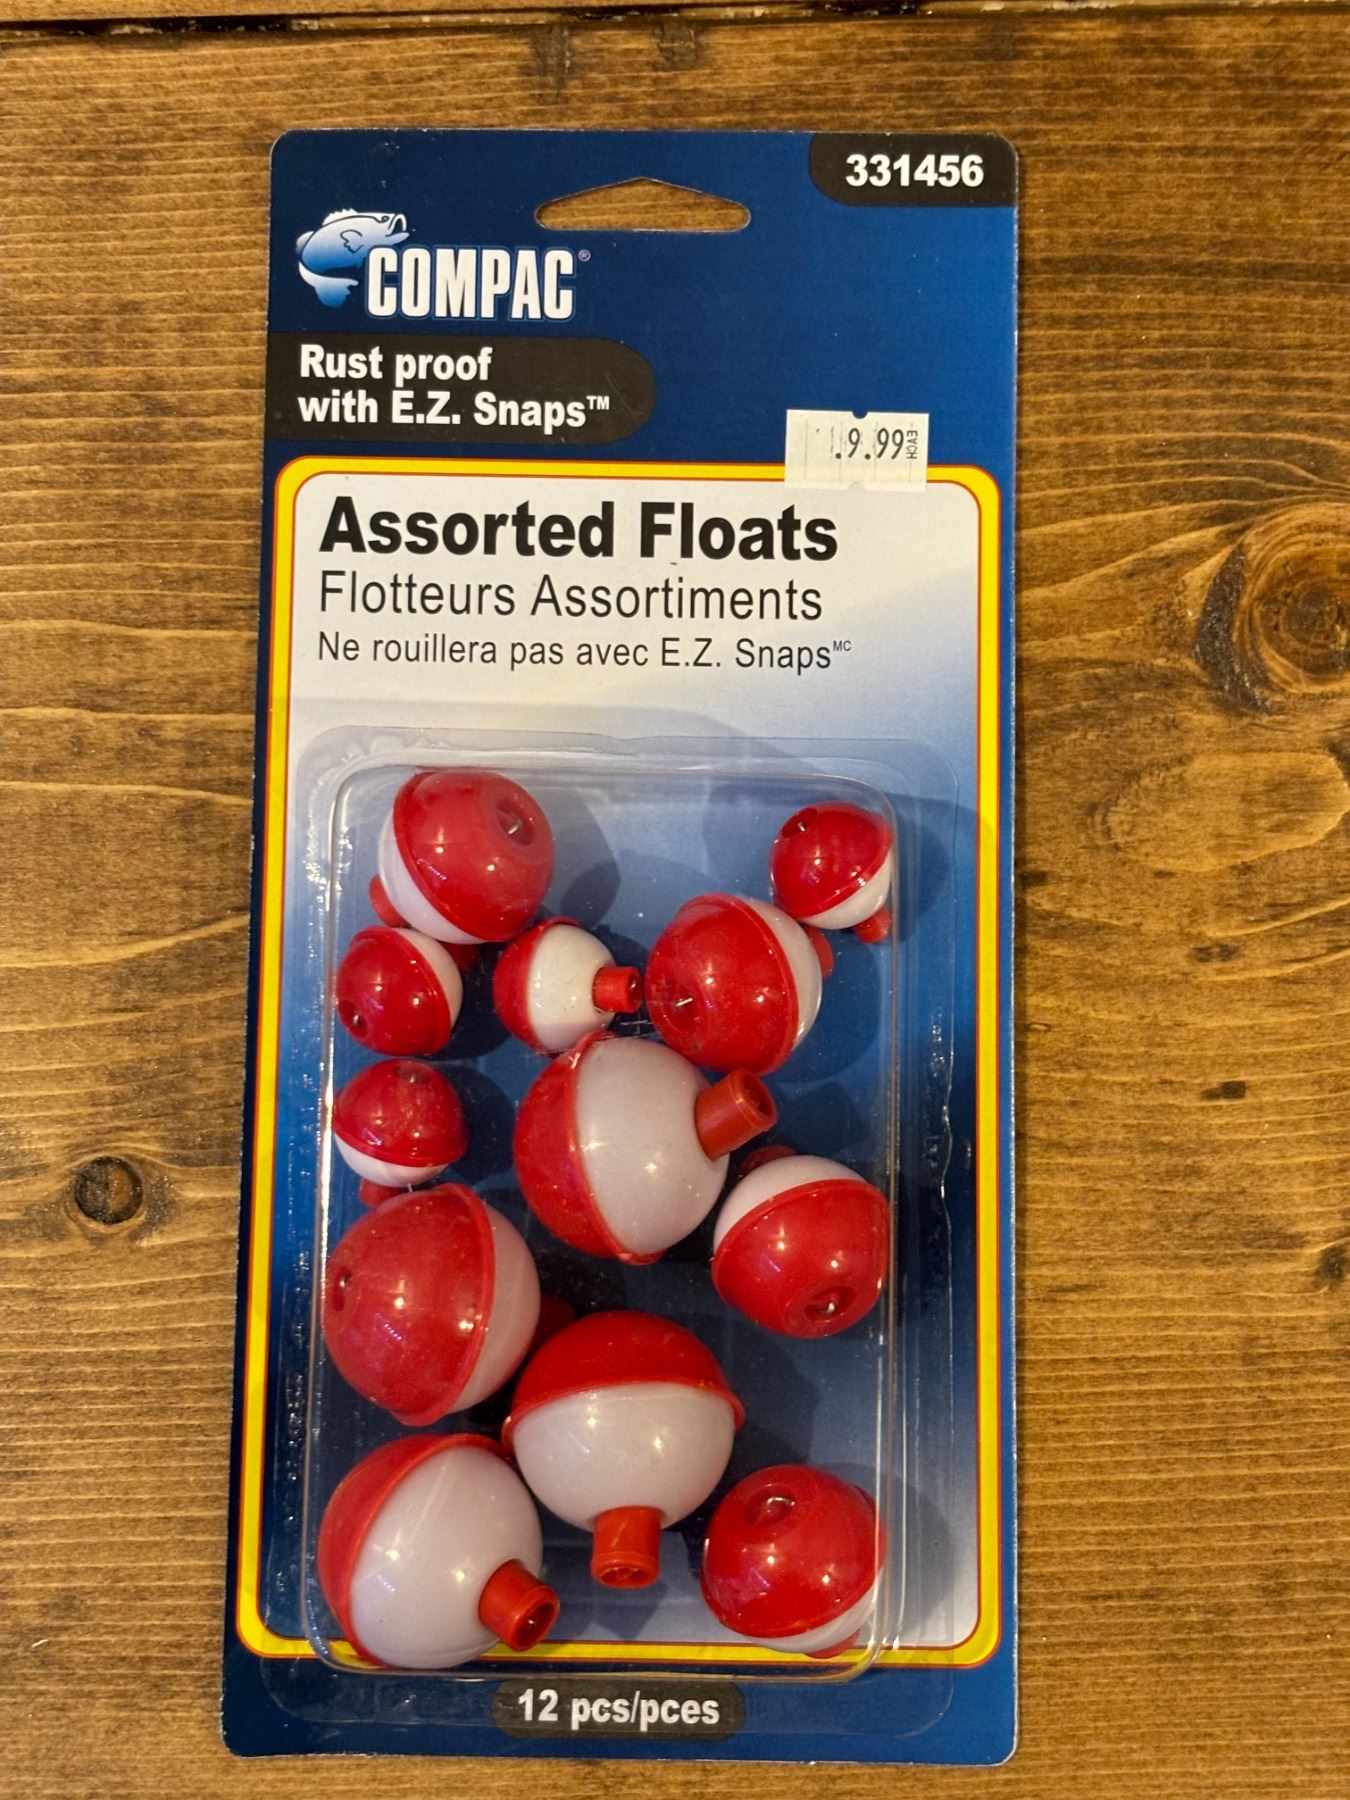 331456
COMPAC®
Rust proof
with E.Z. Snaps™
.9.99 EACH
Assorted Floats
Flotteurs Assortiments
Ne rouillera pas avec E.Z. Snaps MC
12 pcs/pces